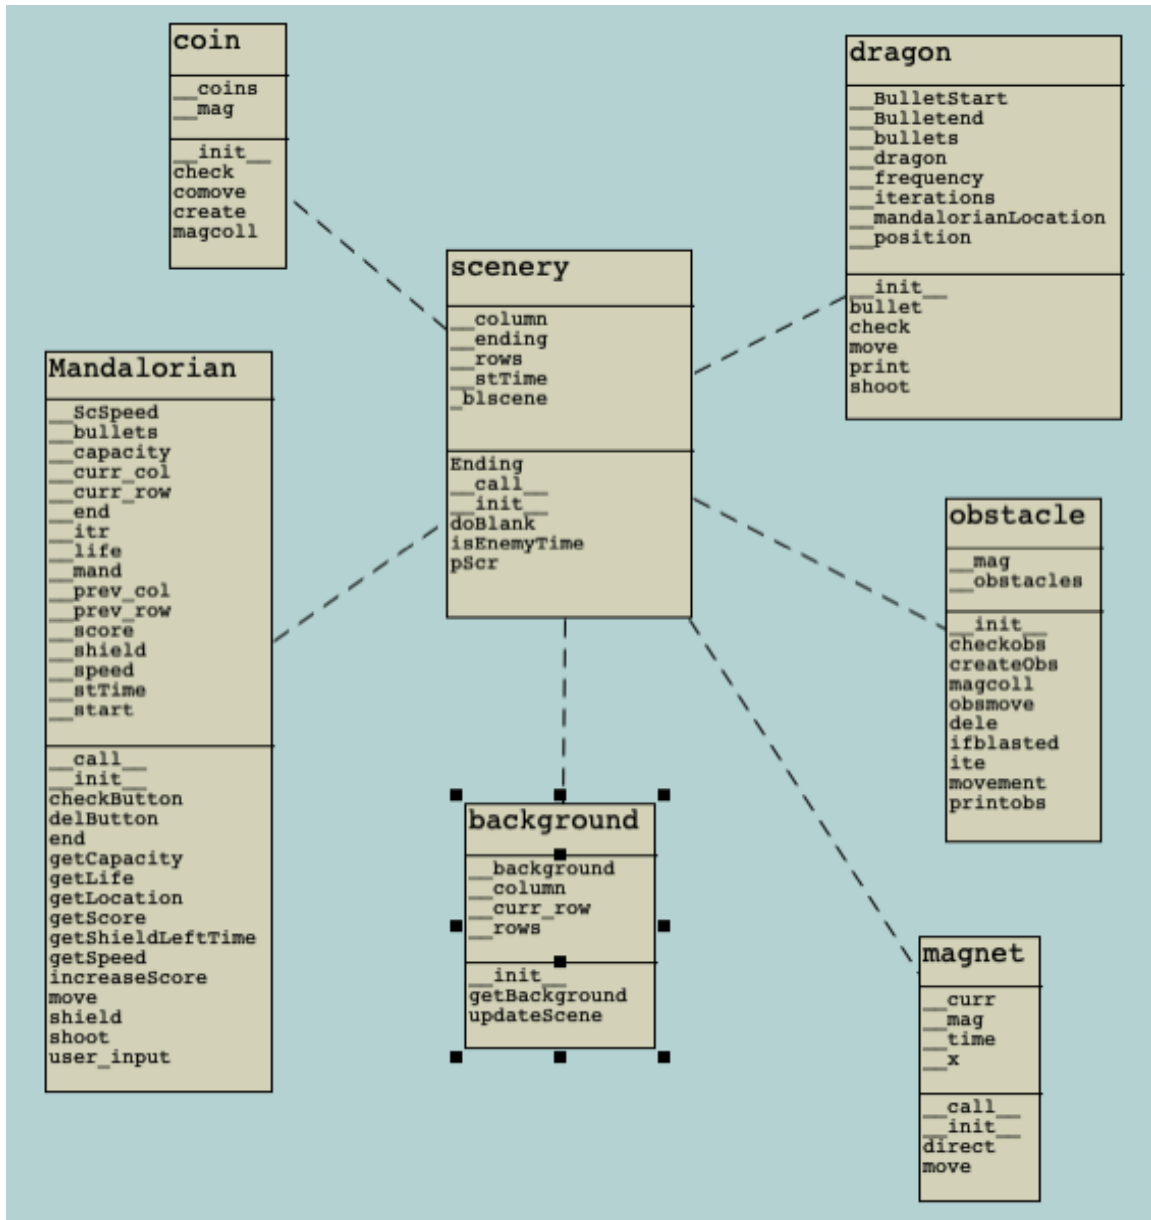 coin
__coins
__mag
__init__
check
comove
create
magcoll
dragon
__BulletStart
__Bulletend
__bullets
__dragon
__frequency
__iterations
__mandalorianLocation
__position
__init__
bullet
check
move
print
shoot
scenery
__column
__ending
__rows
__stTime
_blscene
Ending
__call__
__init__
doBlank
isEnemyTime
pScr
Mandalorian
__ScSpeed
__bullets
__capacity
__curr_col
__curr_row
__end
__itr
__life
__mand
__prev_col
__prev_row
__score
__shield
__speed
__stTime
__start
__call__
__init__
checkButton
delButton
end
getCapacity
getLife
getLocation
getScore
getShieldLeftTime
getSpeed
increaseScore
move
shield
shoot
user_input
obstacle
__mag
__obstacles
__init__
checkobs
createObs
magcoll
obsmove
dele
ifblasted
ite
movement
printobs
background
__background
__column
__curr_row
__rows
__init__
getBackground
updateScene
magnet
__curr
__mag
__time
__x
__call__
__init__
direct
move